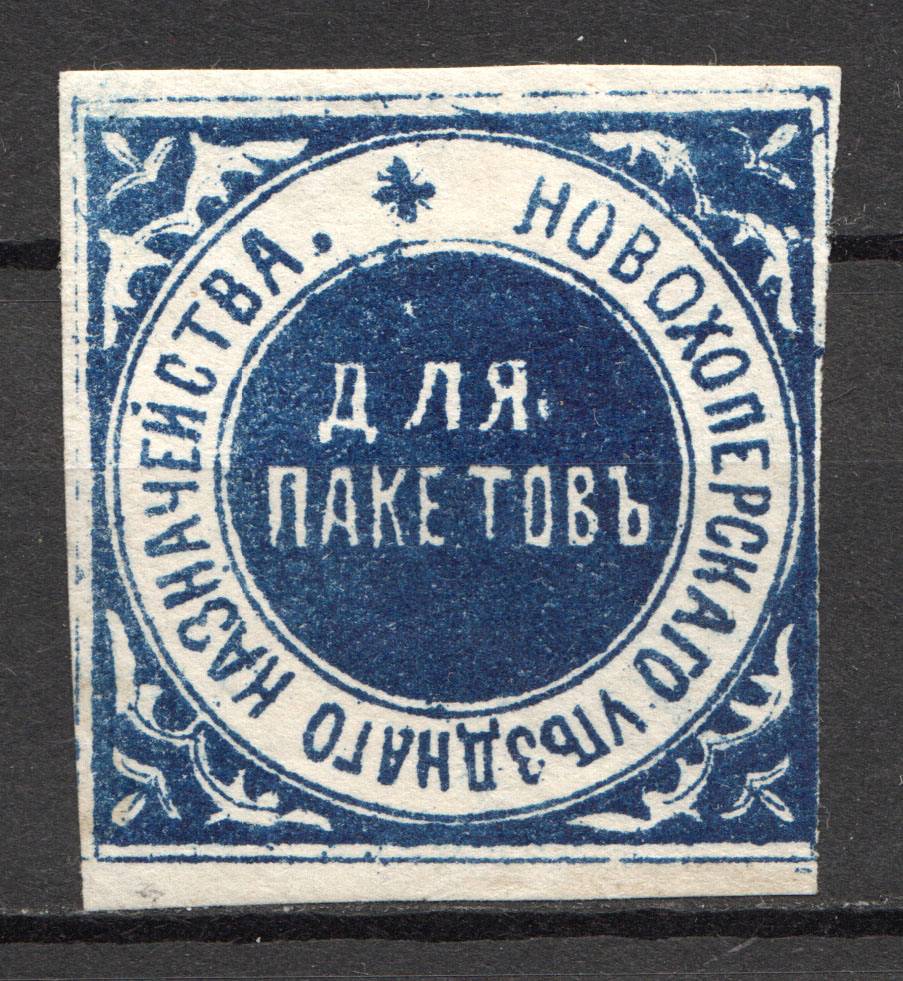 НОВОХОПЕРСКАГО УѢЗДНАГО КАЗНАЧЕЙСТВА.
ДЛЯ
ПАКЕТОВЪ